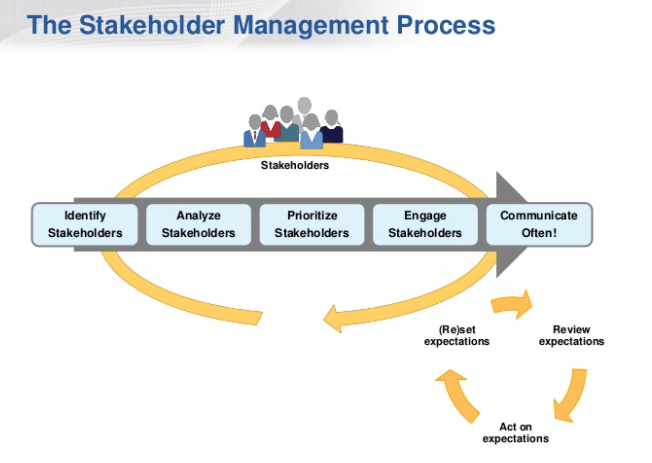 The Stakeholder Management Process
Stakeholders
Identify
Stakeholders
Analyze
Stakeholders
Prioritize
Stakeholders
Engage
Stakeholders
Communicate
Often!
(Re)set
expectations
Review
expectations
Act on
expectations